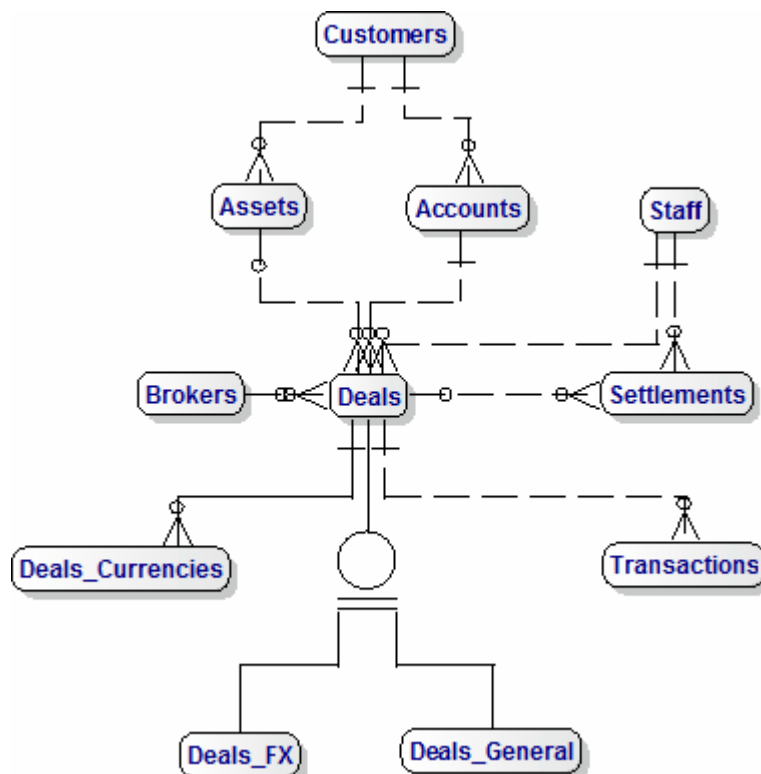 Customers
Assets
Accounts
Staff
Brokers
Deals
Settlements
Deals_Currencies
Transactions
Deals_FX
Deals_General